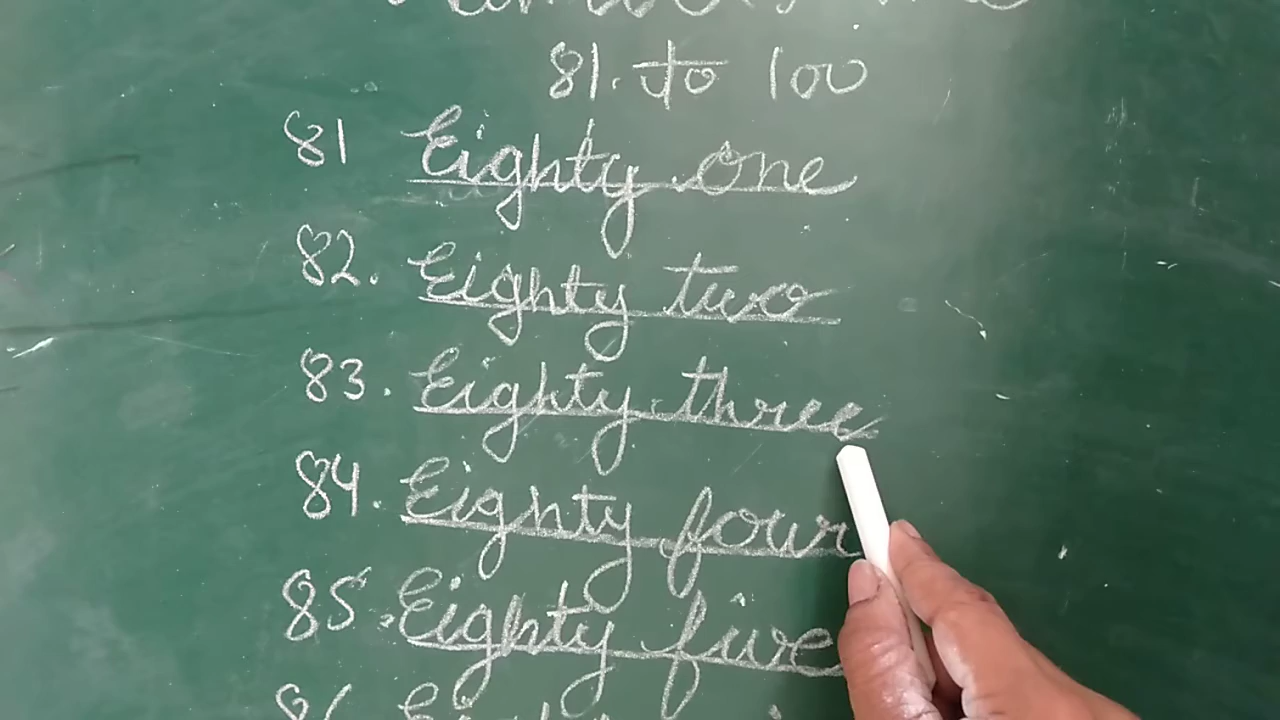 81. to 100
81 Eighty one
82. Eighty two
83. Eighty three
84. Eighty four
85. Eighty five